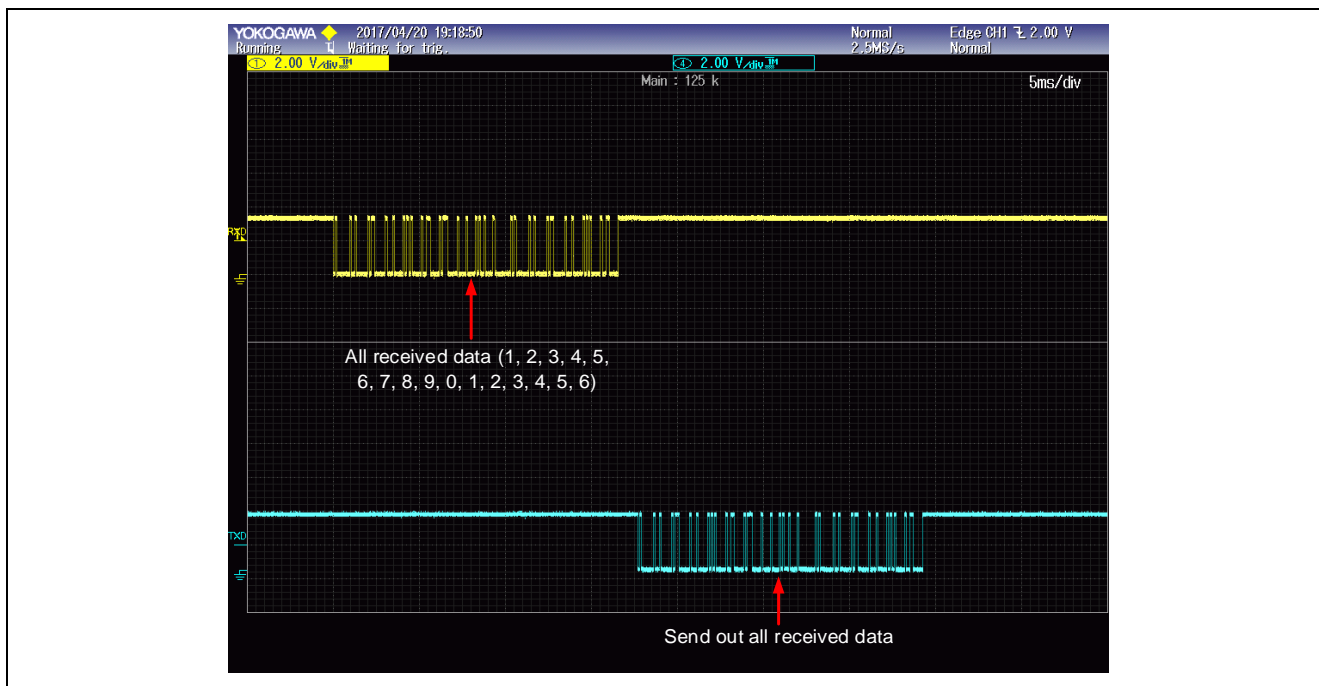 YOKOGAWA 2017/04/20 19:18:50 Normal Edge CH1 2.00 V
Running Waiting for trig. 2.5MS/s Normal
1 2.00 V/div 4 2.00 V/div
Main : 125 k 5ms/div
RXD
All received data (1, 2, 3, 4, 5,
6, 7, 8, 9, 0, 1, 2, 3, 4, 5, 6)
TXD
Send out all received data